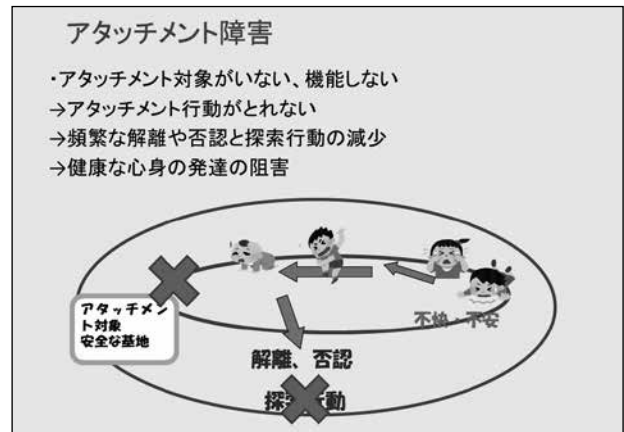 アタッチメント障害
・アタッチメント対象がいない、機能しない
→アタッチメント行動がとれない
→頻繁な解離や否認と探索行動の減少
→健康な心身の発達の阻害
アタッチメン
ト対象
安全な基地
不快・不安
解離、否認
探索行動